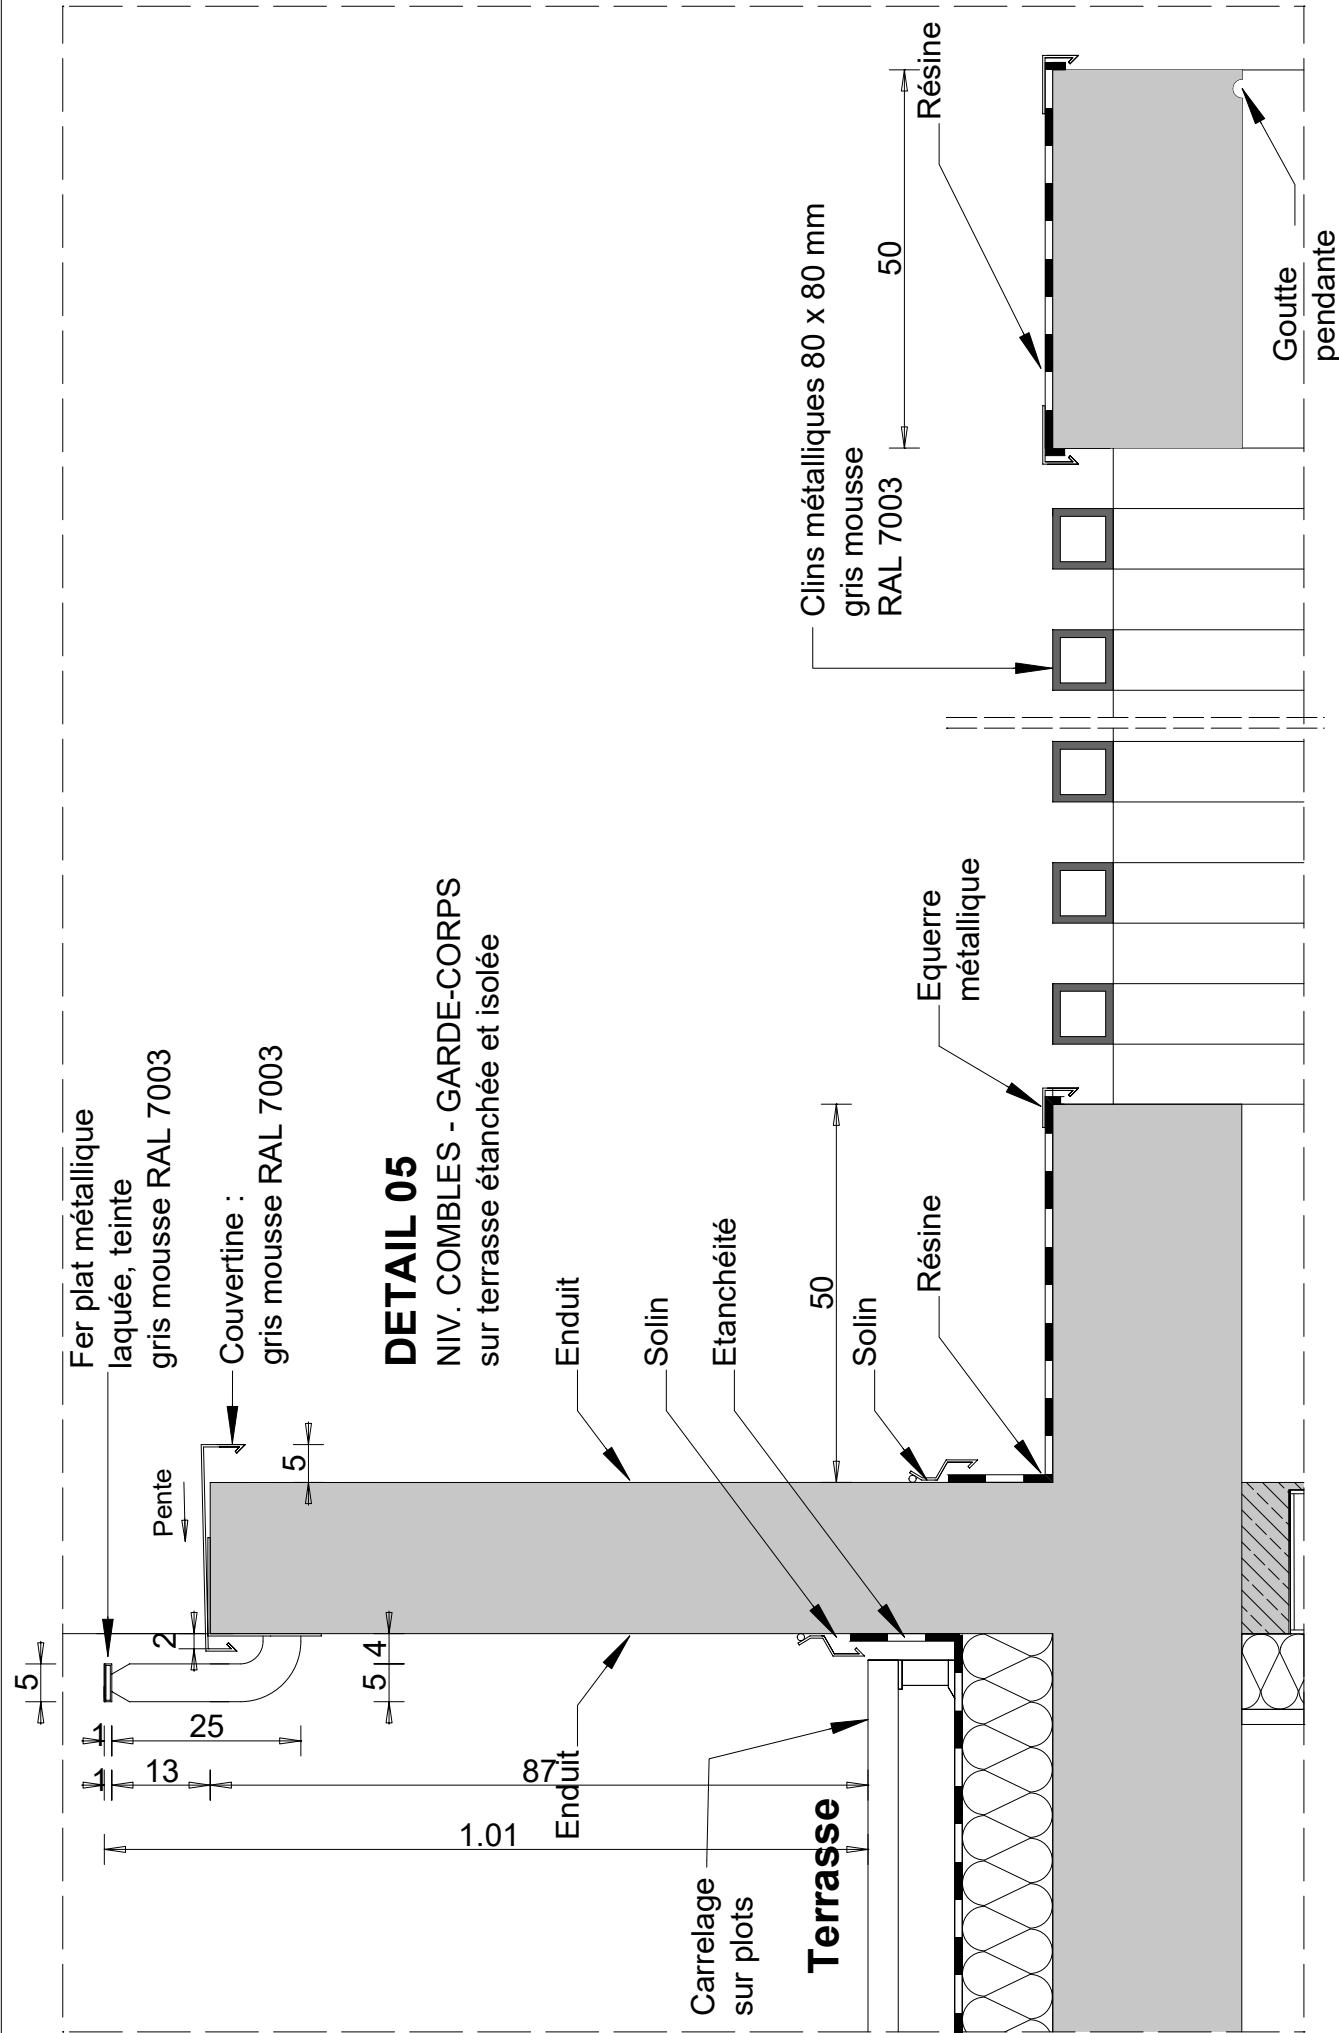 Fer plat métallique
laquée, teinte
gris mousse RAL 7003
Couvertine :
gris mousse RAL 7003
Pente
DETAIL 05
NIV. COMBLES - GARDE-CORPS
sur terrasse étanchée et isolée
Enduit
Solin
Etanchéité
Solin
Résine
Equerre
métallique
Clins métalliques 80 x 80 mm
gris mousse
RAL 7003
Résine
Goutte
pendante
Enduit
Carrelage
sur plots
Terrasse
5
2
5
5
4
1
25
1
13
87
1.01
50
50